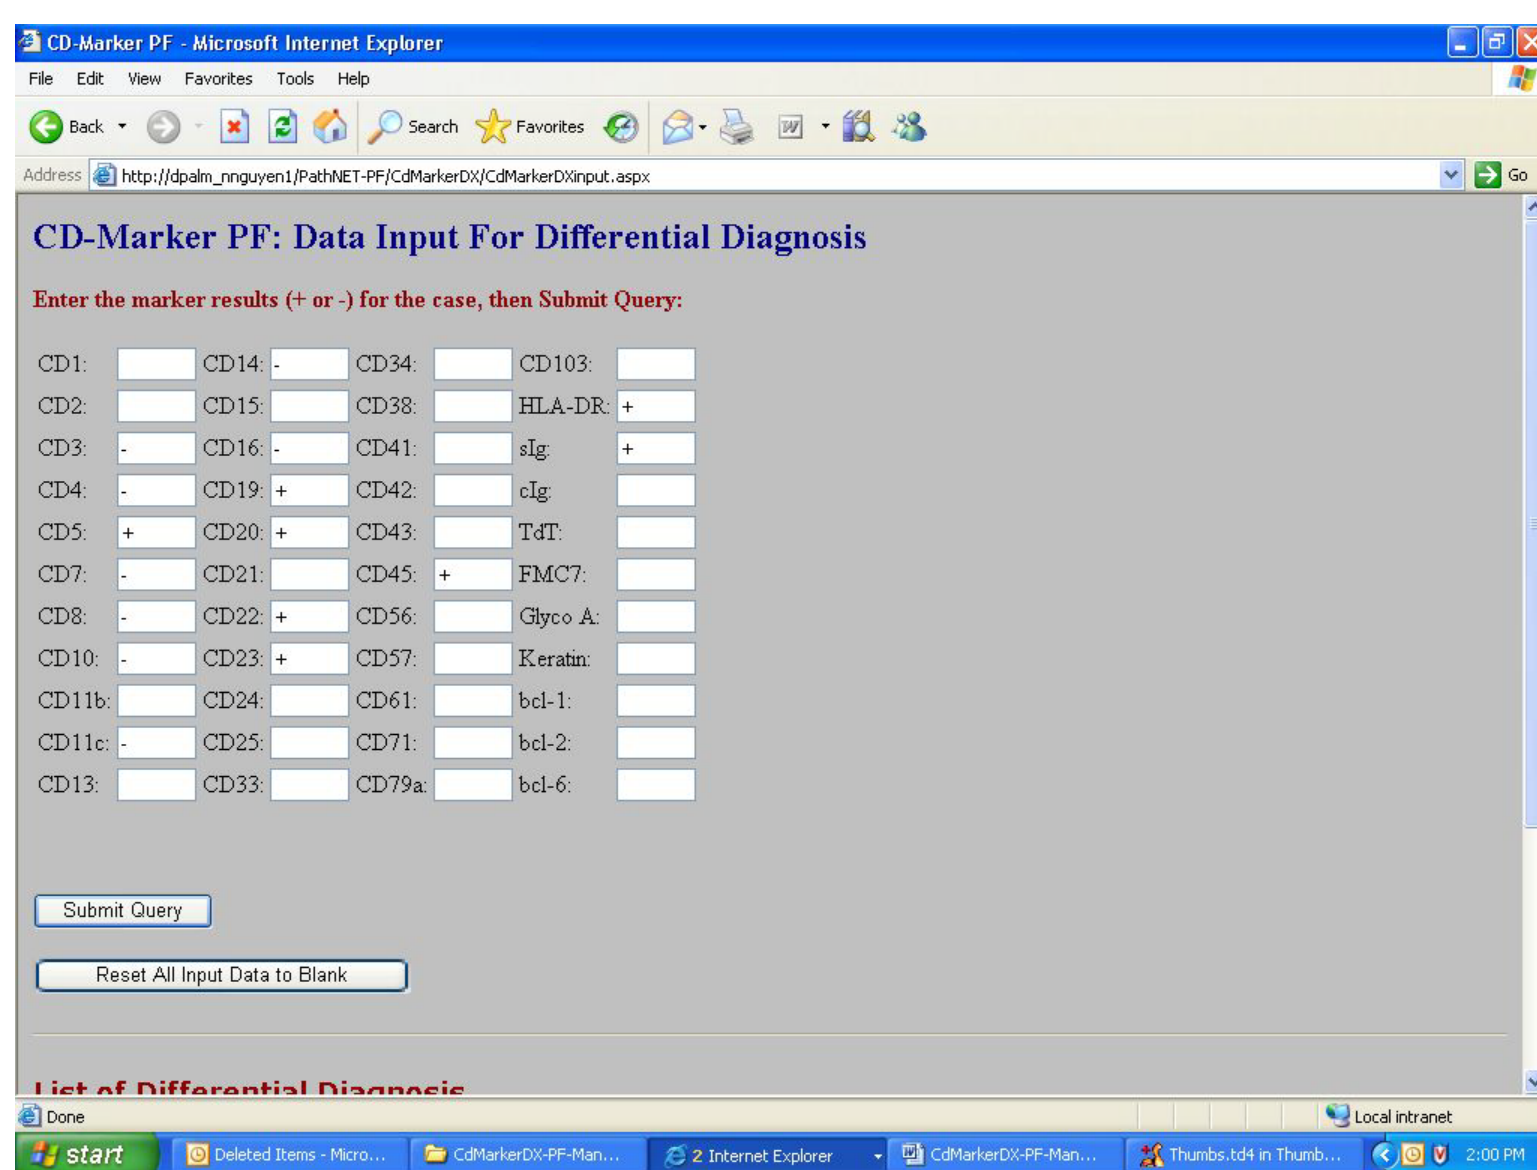 CD-Marker PF - Microsoft Internet Explorer
File Edit View Favorites Tools Help
Back Search Favorites
Address http://dpalm_nnguyen1/PathNET-PF/CdMarkerDX/CdMarkerDXinput.aspx Go
CD-Marker PF: Data Input For Differential Diagnosis
Enter the marker results (+ or -) for the case, then Submit Query:
CD1: CD14: - CD34: CD103:
CD2: CD15: CD38: HLA-DR: +
CD3: - CD16: - CD41: sIg: +
CD4: - CD19: + CD42: cIg:
CD5: + CD20: + CD43: TdT:
CD7: - CD21: CD45: + FMC7:
CD8: - CD22: + CD56: Glyco A:
CD10: - CD23: + CD57: Keratin:
CD11b: CD24: CD61: bcl-1:
CD11c: - CD25: CD71: bcl-2:
CD13: CD33: CD79a: bcl-6:
Submit Query
Reset All Input Data to Blank
List of Differential Diagnosis
Done Local intranet
start Deleted Items - Micro... CdMarkerDX-PF-Man... 2 Internet Explorer CdMarkerDX-PF-Man... Thumbs.td4 in Thumb... 2:00 PM